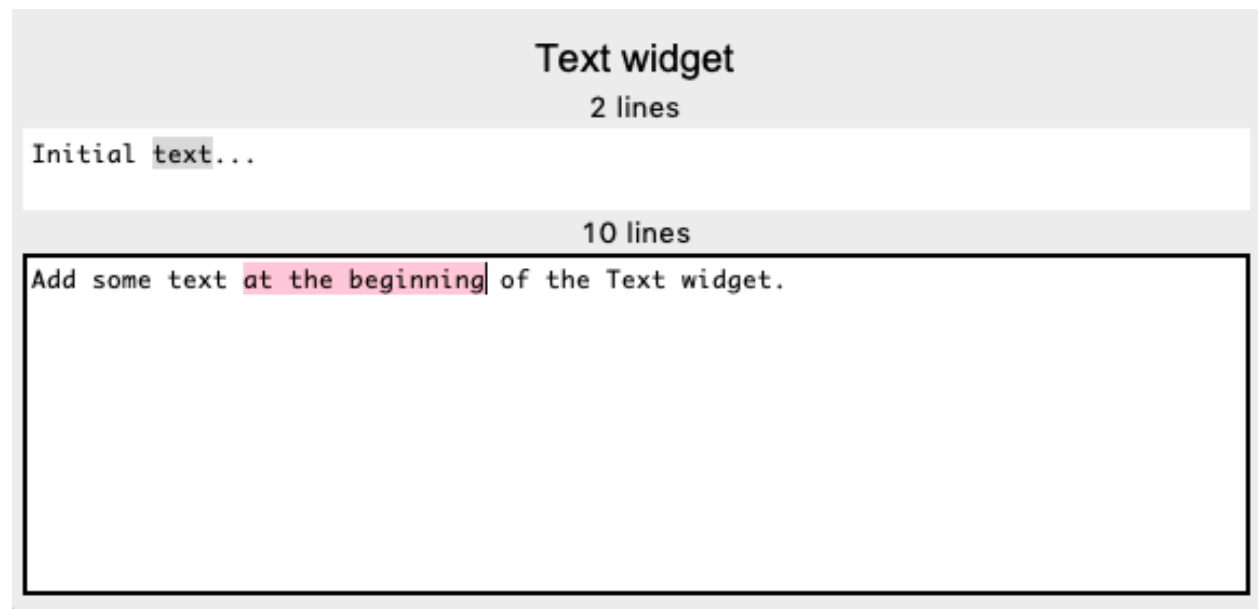 Text widget
2 lines
Initial text...
10 lines
Add some text at the beginning of the Text widget.